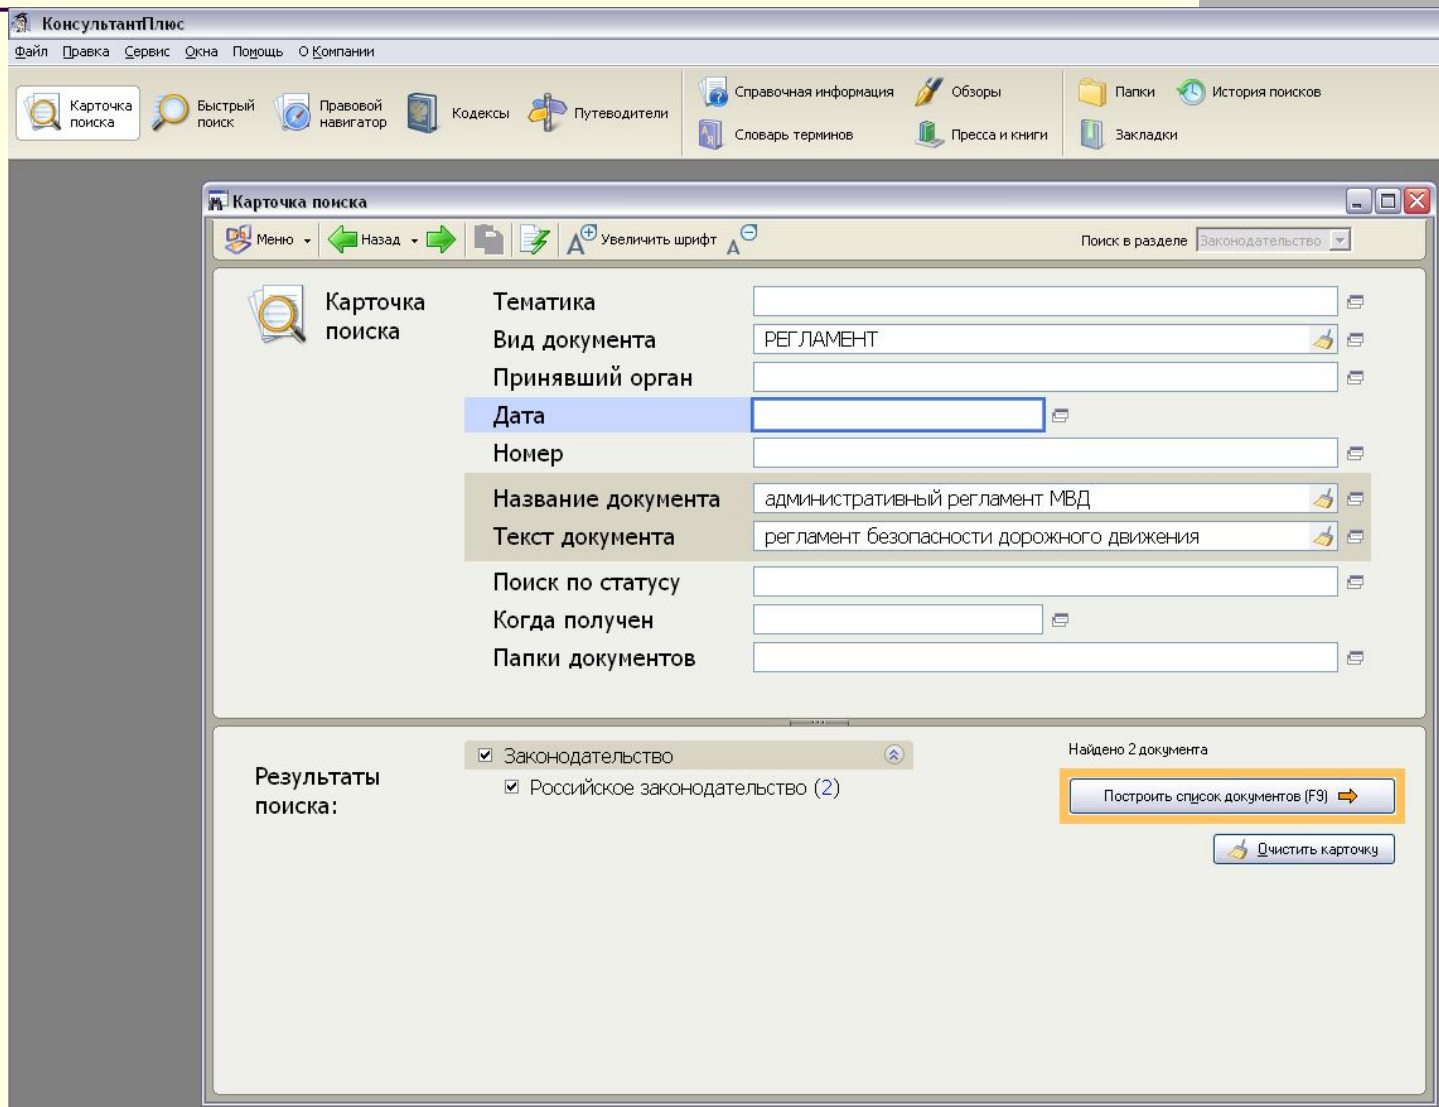 КонсультантПлюс
Файл Правка Сервис Окна Помощь О Компании
Карточка поиска
Быстрый поиск
Правовой навигатор
Кодексы
Путеводители
Справочная информация
Обзоры
Папки
История поисков
Словарь терминов
Пресса и книги
Закладки
Карточка поиска
Меню Назад Увеличить шрифт Поиск в разделе Законодательство
Карточка
поиска
Тематика
Вид документа РЕГЛАМЕНТ
Принявший орган
Дата
Номер
Название документа административный регламент МВД
Текст документа регламент безопасности дорожного движения
Поиск по статусу
Когда получен
Папки документов
Результаты
поиска:
Законодательство
Российское законодательство (2)
Найдено 2 документа
Построить список документов (F9)
Очистить карточку